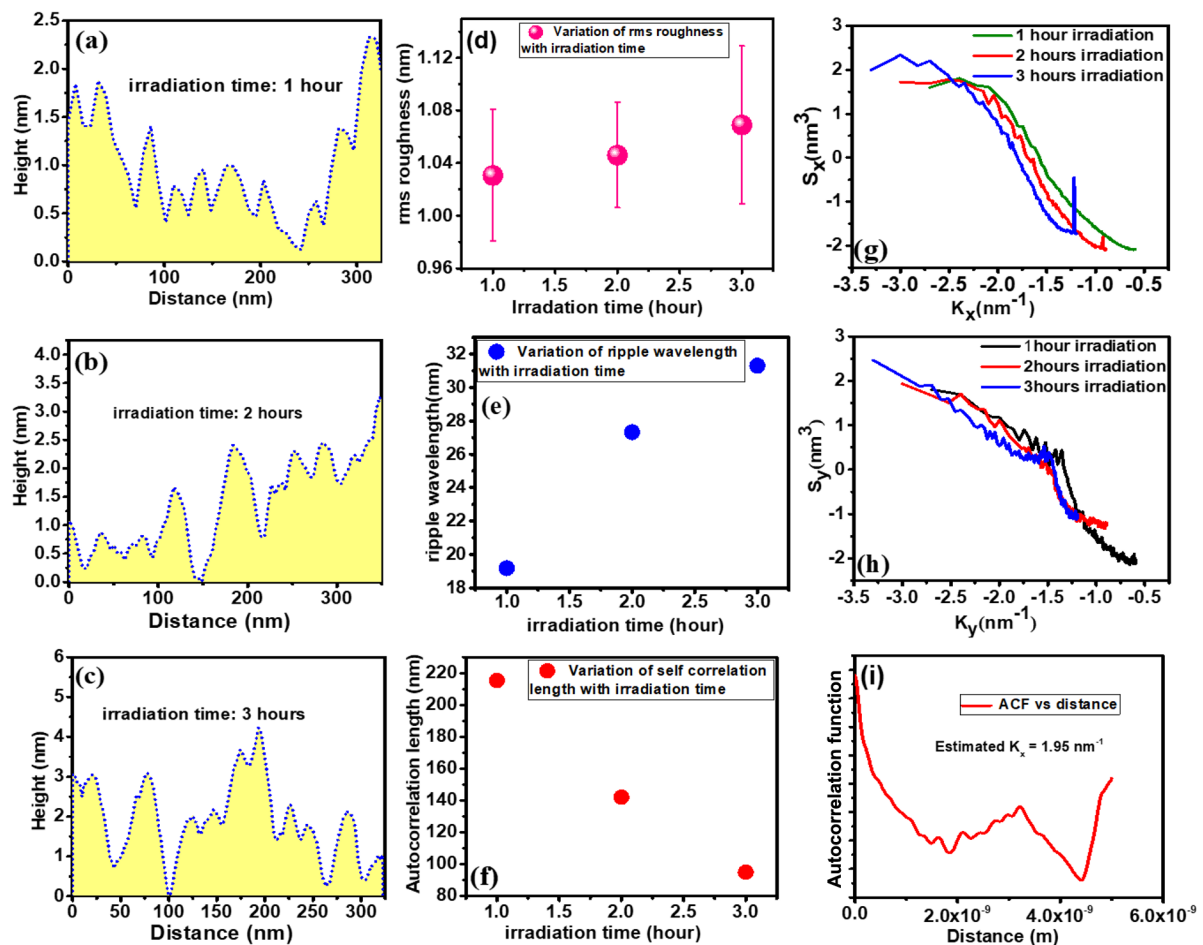 (a)
irradiation time: 1 hour
Height (nm)
2.5
2.0
1.5
1.0
0.5
0.0
0
100
200
300
Distance (nm)
(d)
Variation of rms roughness
with irradiation time
rms roughness (nm)
1.12
1.08
1.04
1.00
0.96
1.0
1.5
2.0
2.5
3.0
Irradation time (hour)
(g)
1 hour irradiation
2 hours irradiation
3 hours irradiation
Sx(nm3
3
2
1
0
-1
-2
-3.5
-3.0
-2.5
-2.0
-1.5
-1.0
-0.5
Kx(nm-1)
(b)
irradiation time: 2 hours
Height (nm)
4.0
3.5
3.0
2.5
2.0
1.5
1.0
0.5
0.0
0
100
200
300
Distance (nm)
(e)
Variation of ripple wavelength
with irradiation time
ripple wavelength(nm)
32
30
28
26
24
22
20
18
1.0
1.5
2.0
2.5
3.0
irradiation time (hour)
(h)
1hour irradiation
2hours irradiation
3hours irradiation
Sy(nm3
3
2
1
0
-1
-2
-3.5
-3.0
-2.5
-2.0
-1.5
-1.0
-0.5
Ky(nm-1)
(c)
irradiation time: 3 hours
Height (nm)
6
5
4
3
2
1
0
0
50
100
150
200
250
300
Distance (nm)
(f)
Variation of self correlation
length with irradiation time
Autocorrelation length (nm)
220
200
180
160
140
120
100
80
1.0
1.5
2.0
2.5
3.0
irradiation time (hour)
(i)
ACF vs distance
Estimated Kx = 1.95 nm-1
Autocorrelation function
0.0
2.0x10-9
4.0x10-9
6.0x10-9
Distance (m)